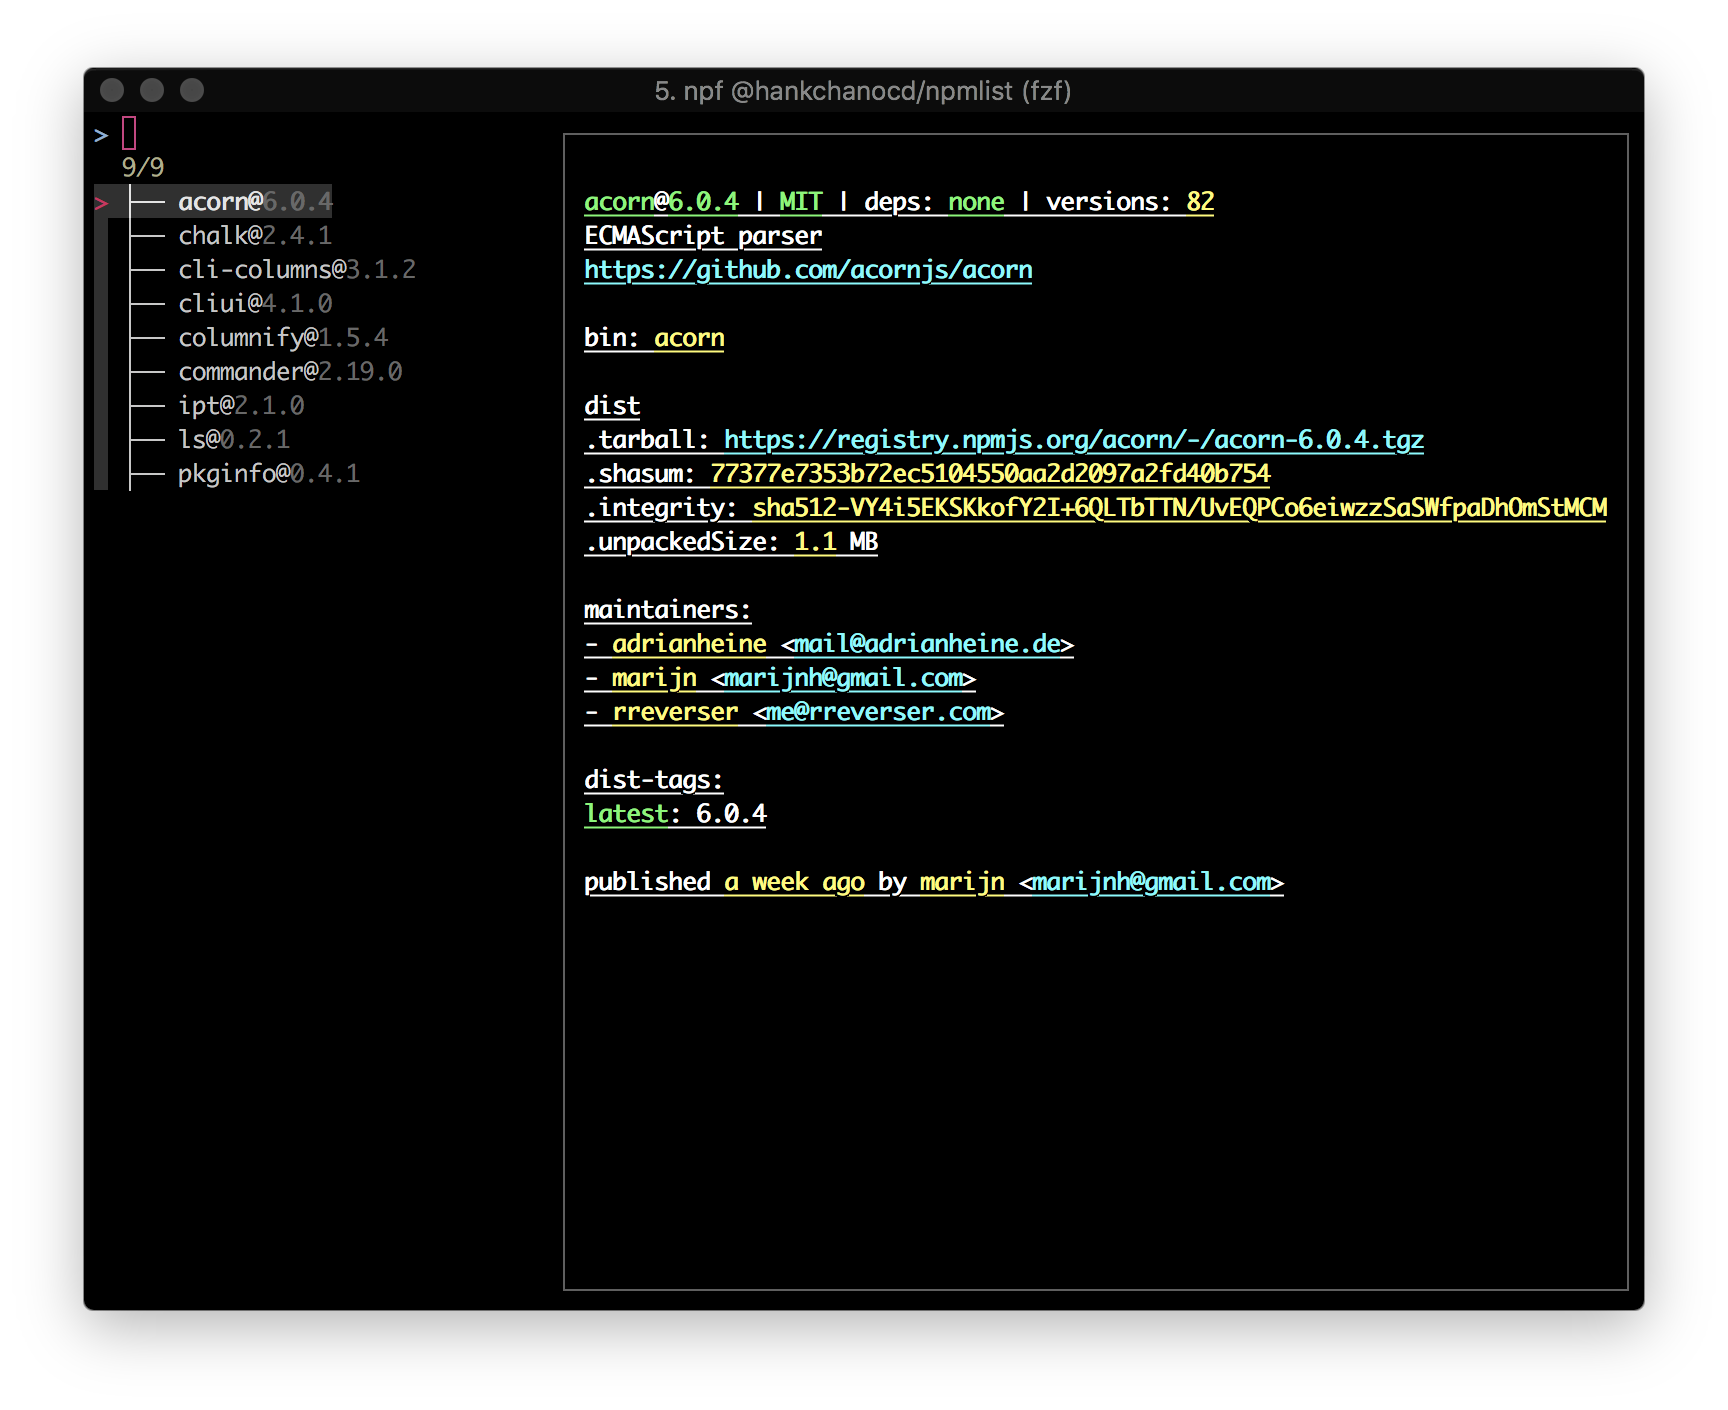 5. npf @hankchanocd/npmlist (fzf)
>
9/9
> ├── acorn@6.0.4
├── chalk@2.4.1
├── cli-columns@3.1.2
├── cliui@4.1.0
├── columnify@1.5.4
├── commander@2.19.0
├── ipt@2.1.0
├── ls@0.2.1
├── pkginfo@0.4.1
acorn@6.0.4 | MIT | deps: none | versions: 82
ECMAScript parser
https://github.com/acornjs/acorn
bin: acorn
dist
.tarball: https://registry.npmjs.org/acorn/-/acorn-6.0.4.tgz
.shasum: 77377e7353b72ec5104550aa2d2097a2fd40b754
.integrity: sha512-VY4i5EKSKkofY2I+6QLTbTTN/UvEQPCo6eiwzzSaSWfpaDhOmStMCM
.unpackedSize: 1.1 MB
maintainers:
- adrianheine <mail@adrianheine.de>
- marijn <marijnh@gmail.com>
- rreverser <me@rreverser.com>
dist-tags:
latest: 6.0.4
published a week ago by marijn <marijnh@gmail.com>